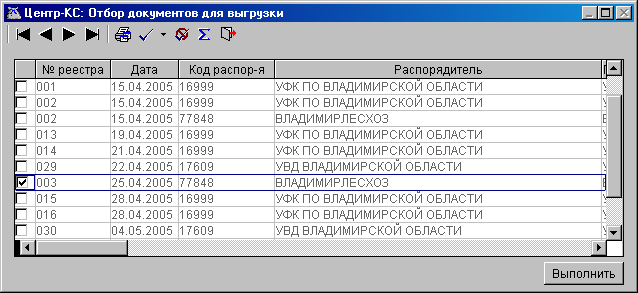 Центр-КС: Отбор документов для выгрузки
№ реестра Дата Код распор-я Распорядитель
001 15.04.2005 16999 УФК ПО ВЛАДИМИРСКОЙ ОБЛАСТИ
002 15.04.2005 16999 УФК ПО ВЛАДИМИРСКОЙ ОБЛАСТИ
002 15.04.2005 77848 ВЛАДИМИРЛЕСХОЗ
013 19.04.2005 16999 УФК ПО ВЛАДИМИРСКОЙ ОБЛАСТИ
014 21.04.2005 16999 УФК ПО ВЛАДИМИРСКОЙ ОБЛАСТИ
029 22.04.2005 17609 УВД ВЛАДИМИРСКОЙ ОБЛАСТИ
003 25.04.2005 77848 ВЛАДИМИРЛЕСХОЗ
015 28.04.2005 16999 УФК ПО ВЛАДИМИРСКОЙ ОБЛАСТИ
016 28.04.2005 16999 УФК ПО ВЛАДИМИРСКОЙ ОБЛАСТИ
030 04.05.2005 17609 УВД ВЛАДИМИРСКОЙ ОБЛАСТИ
Выполнить